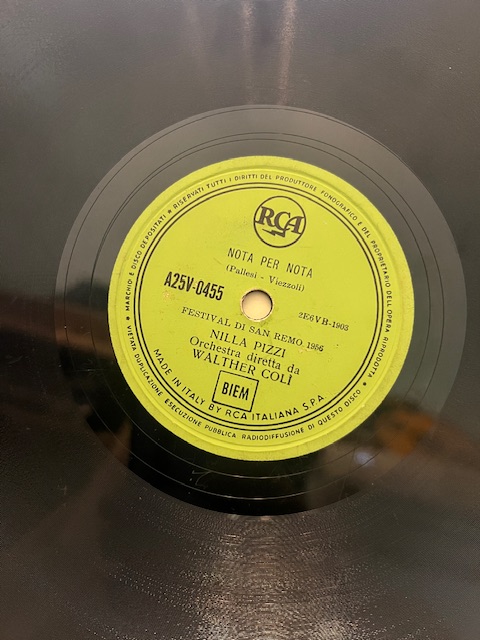 ★ RISERVATI TUTTI I DIRITTI DEL PRODUTTORE FONOGRAFICO E DEL PROPRIETARIO DELL'OPERA RIPRODOTTA ★
RCA
NOTA PER NOTA
(Pallesi - Viezzoli)
A25V-0455
2E6VH-1903
FESTIVAL DI SAN REMO 1956
NILLA PIZZI
Orchestra diretta da
WALTHER COLÌ
BIEM
MADE IN ITALY BY RCA ITALIANA S.P.A.
VIETATA DUPLICAZIONE ESECUZIONE PUBBLICA RADIODIFFUSIONE DI QUESTO DISCO ★
MARCHIO E DISCO DEPOSITATI